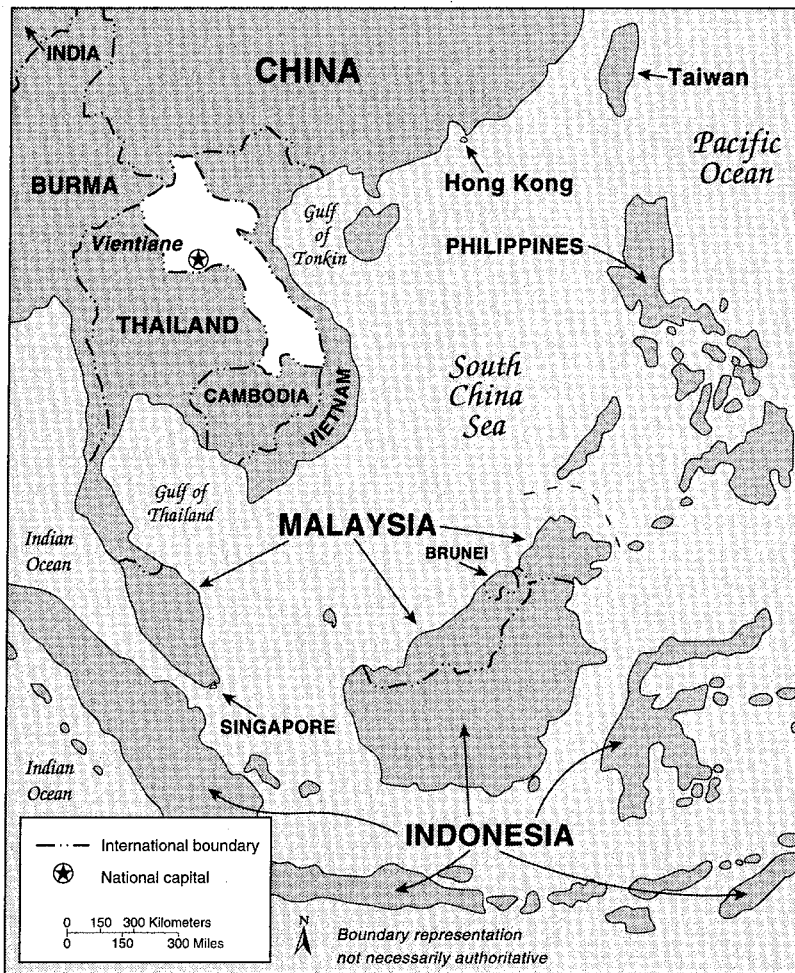 INDIA
CHINA
Taiwan
Pacific
Ocean
BURMA
Hong Kong
Gulf
of
Tonkin
Vientiane
PHILIPPINES
THAILAND
South
China
Sea
CAMBODIA
VIETNAM
Gulf of
Thailand
MALAYSIA
Indian
Ocean
BRUNEI
SINGAPORE
Indian
Ocean
INDONESIA
International boundary
National capital
0 150 300 Kilometers
0 150 300 Miles
N
Boundary representation
not necessarily authoritative